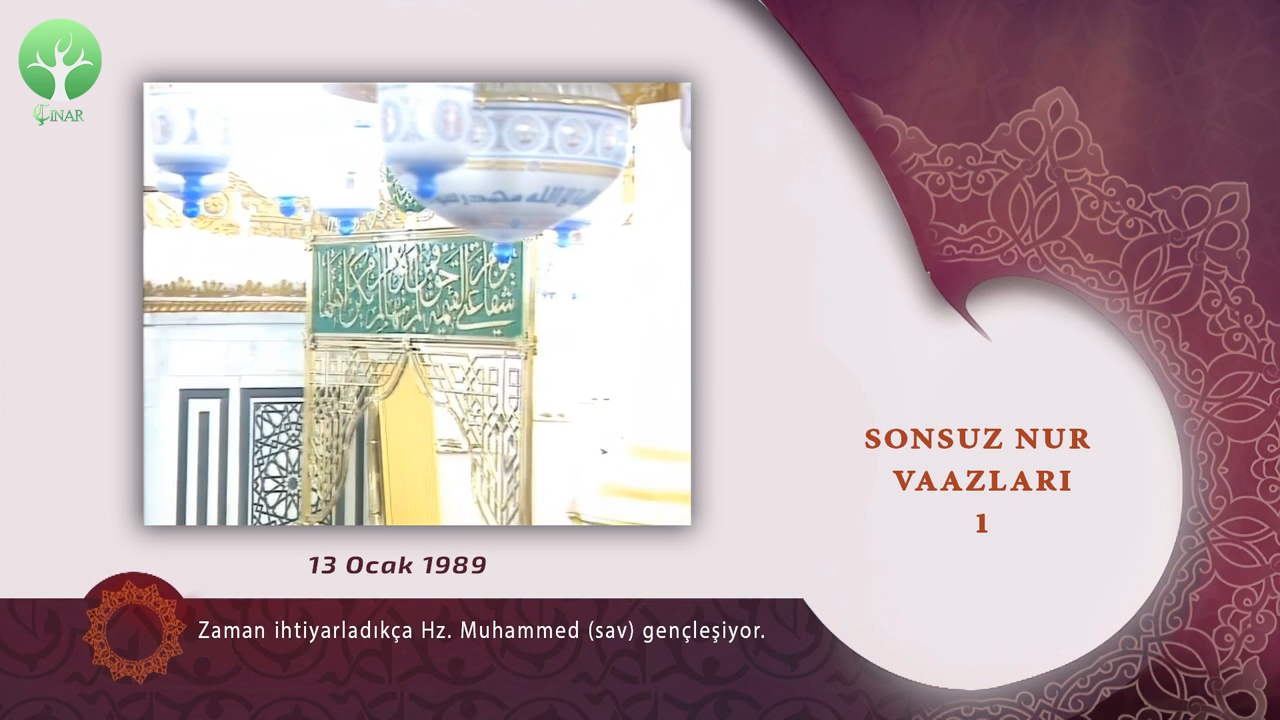 ÇINAR
SONSUZ NUR
VAAZLARI
1
13 Ocak 1989
Zaman ihtiyarladıkça Hz. Muhammed (sav) gençleşiyor.